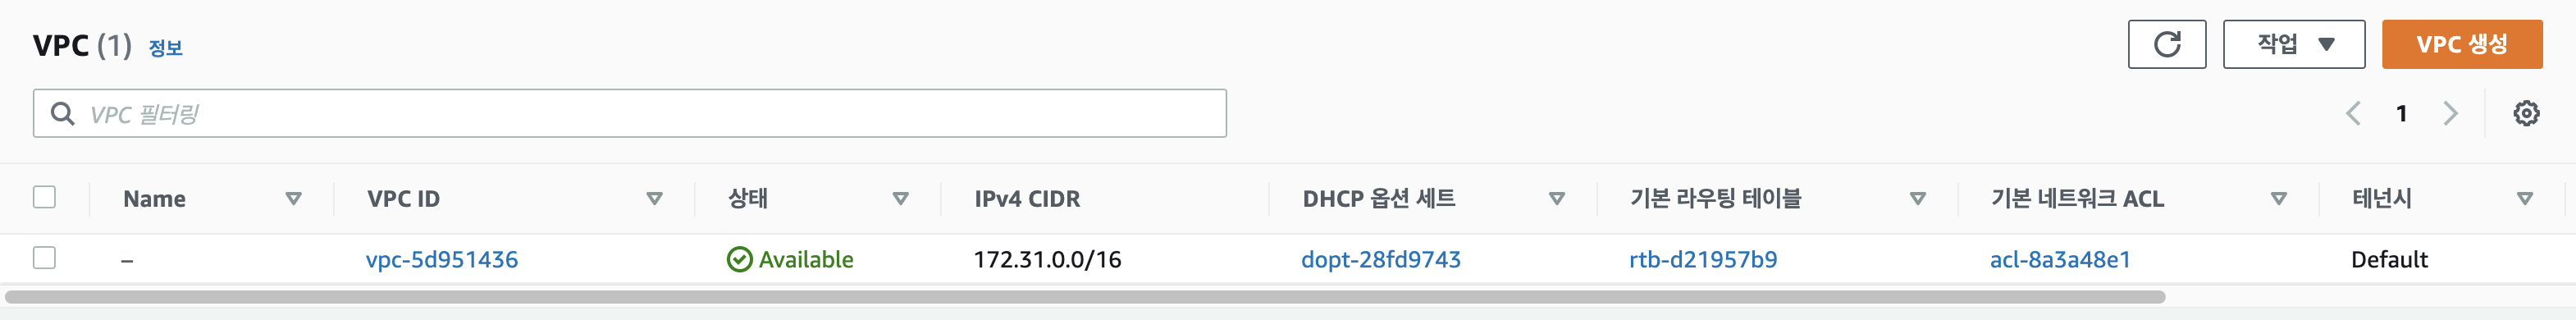 VPC (1) 정보
작업 VPC 생성
VPC 필터링
1
Name VPC ID 상태 IPv4 CIDR DHCP 옵션 세트 기본 라우팅 테이블 기본 네트워크 ACL 테넌시
– vpc-5d951436 Available 172.31.0.0/16 dopt-28fd9743 rtb-d21957b9 acl-8a3a48e1 Default